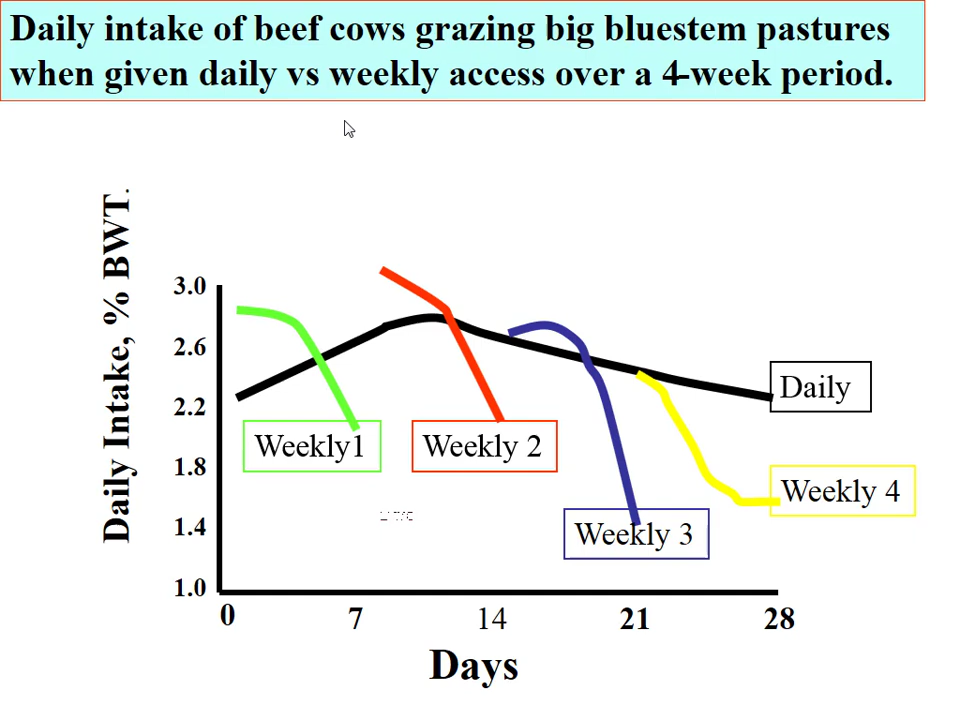 Daily intake of beef cows grazing big bluestem pastures
when given daily vs weekly access over a 4-week period.
Daily Intake, % BWT.
3.0
2.6
2.2
1.8
1.4
1.0
Daily
Weekly1
Weekly 2
Weekly 4
Weekly 3
0
7
14
21
28
Days